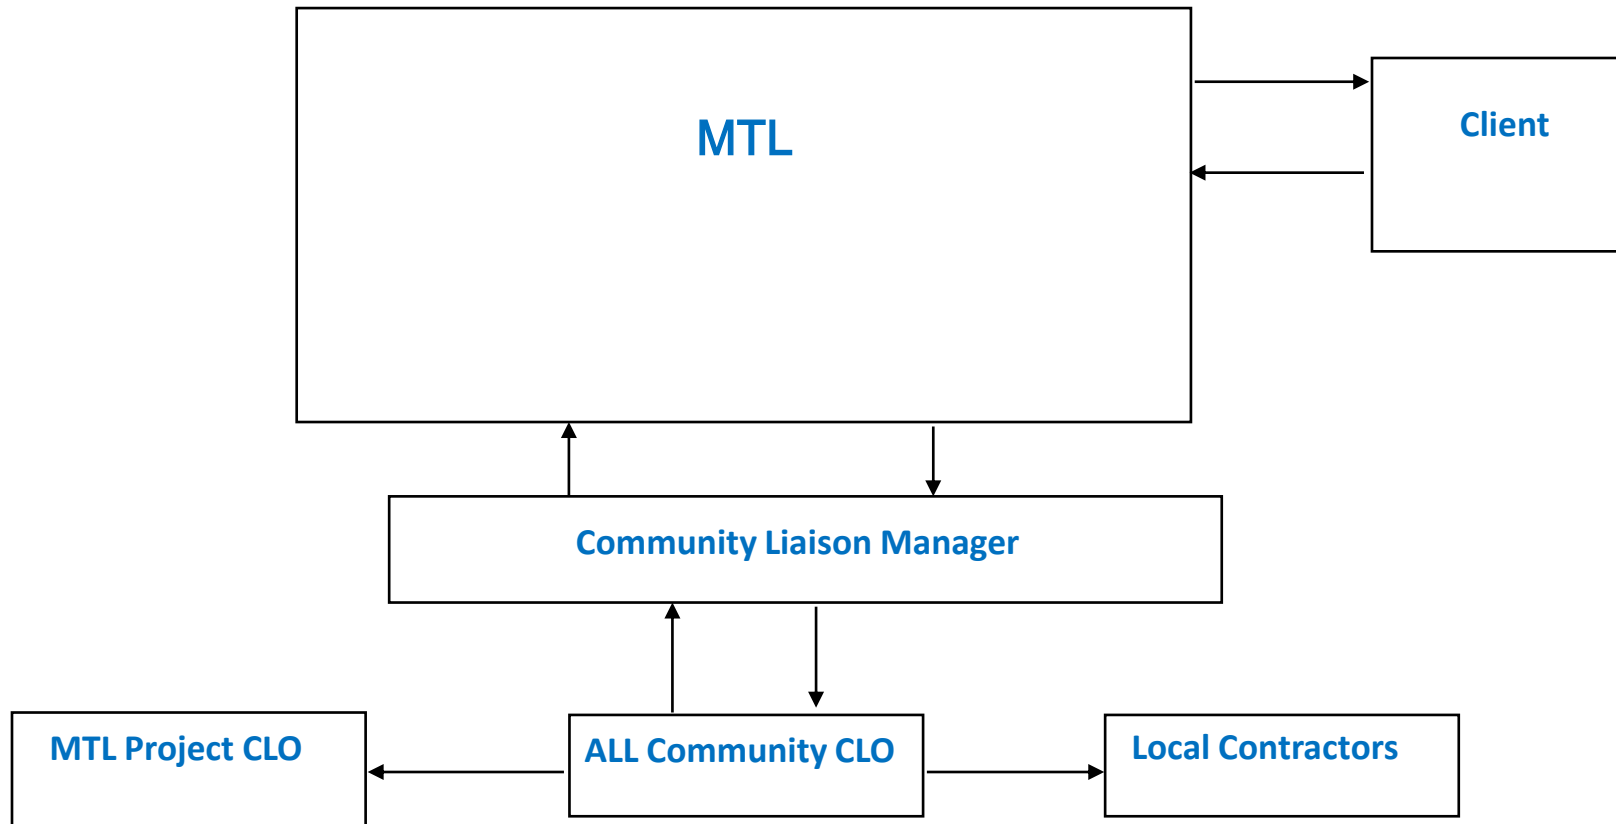 MTL
Client
Community Liaison Manager
MTL Project CLO
ALL Community CLO
Local Contractors